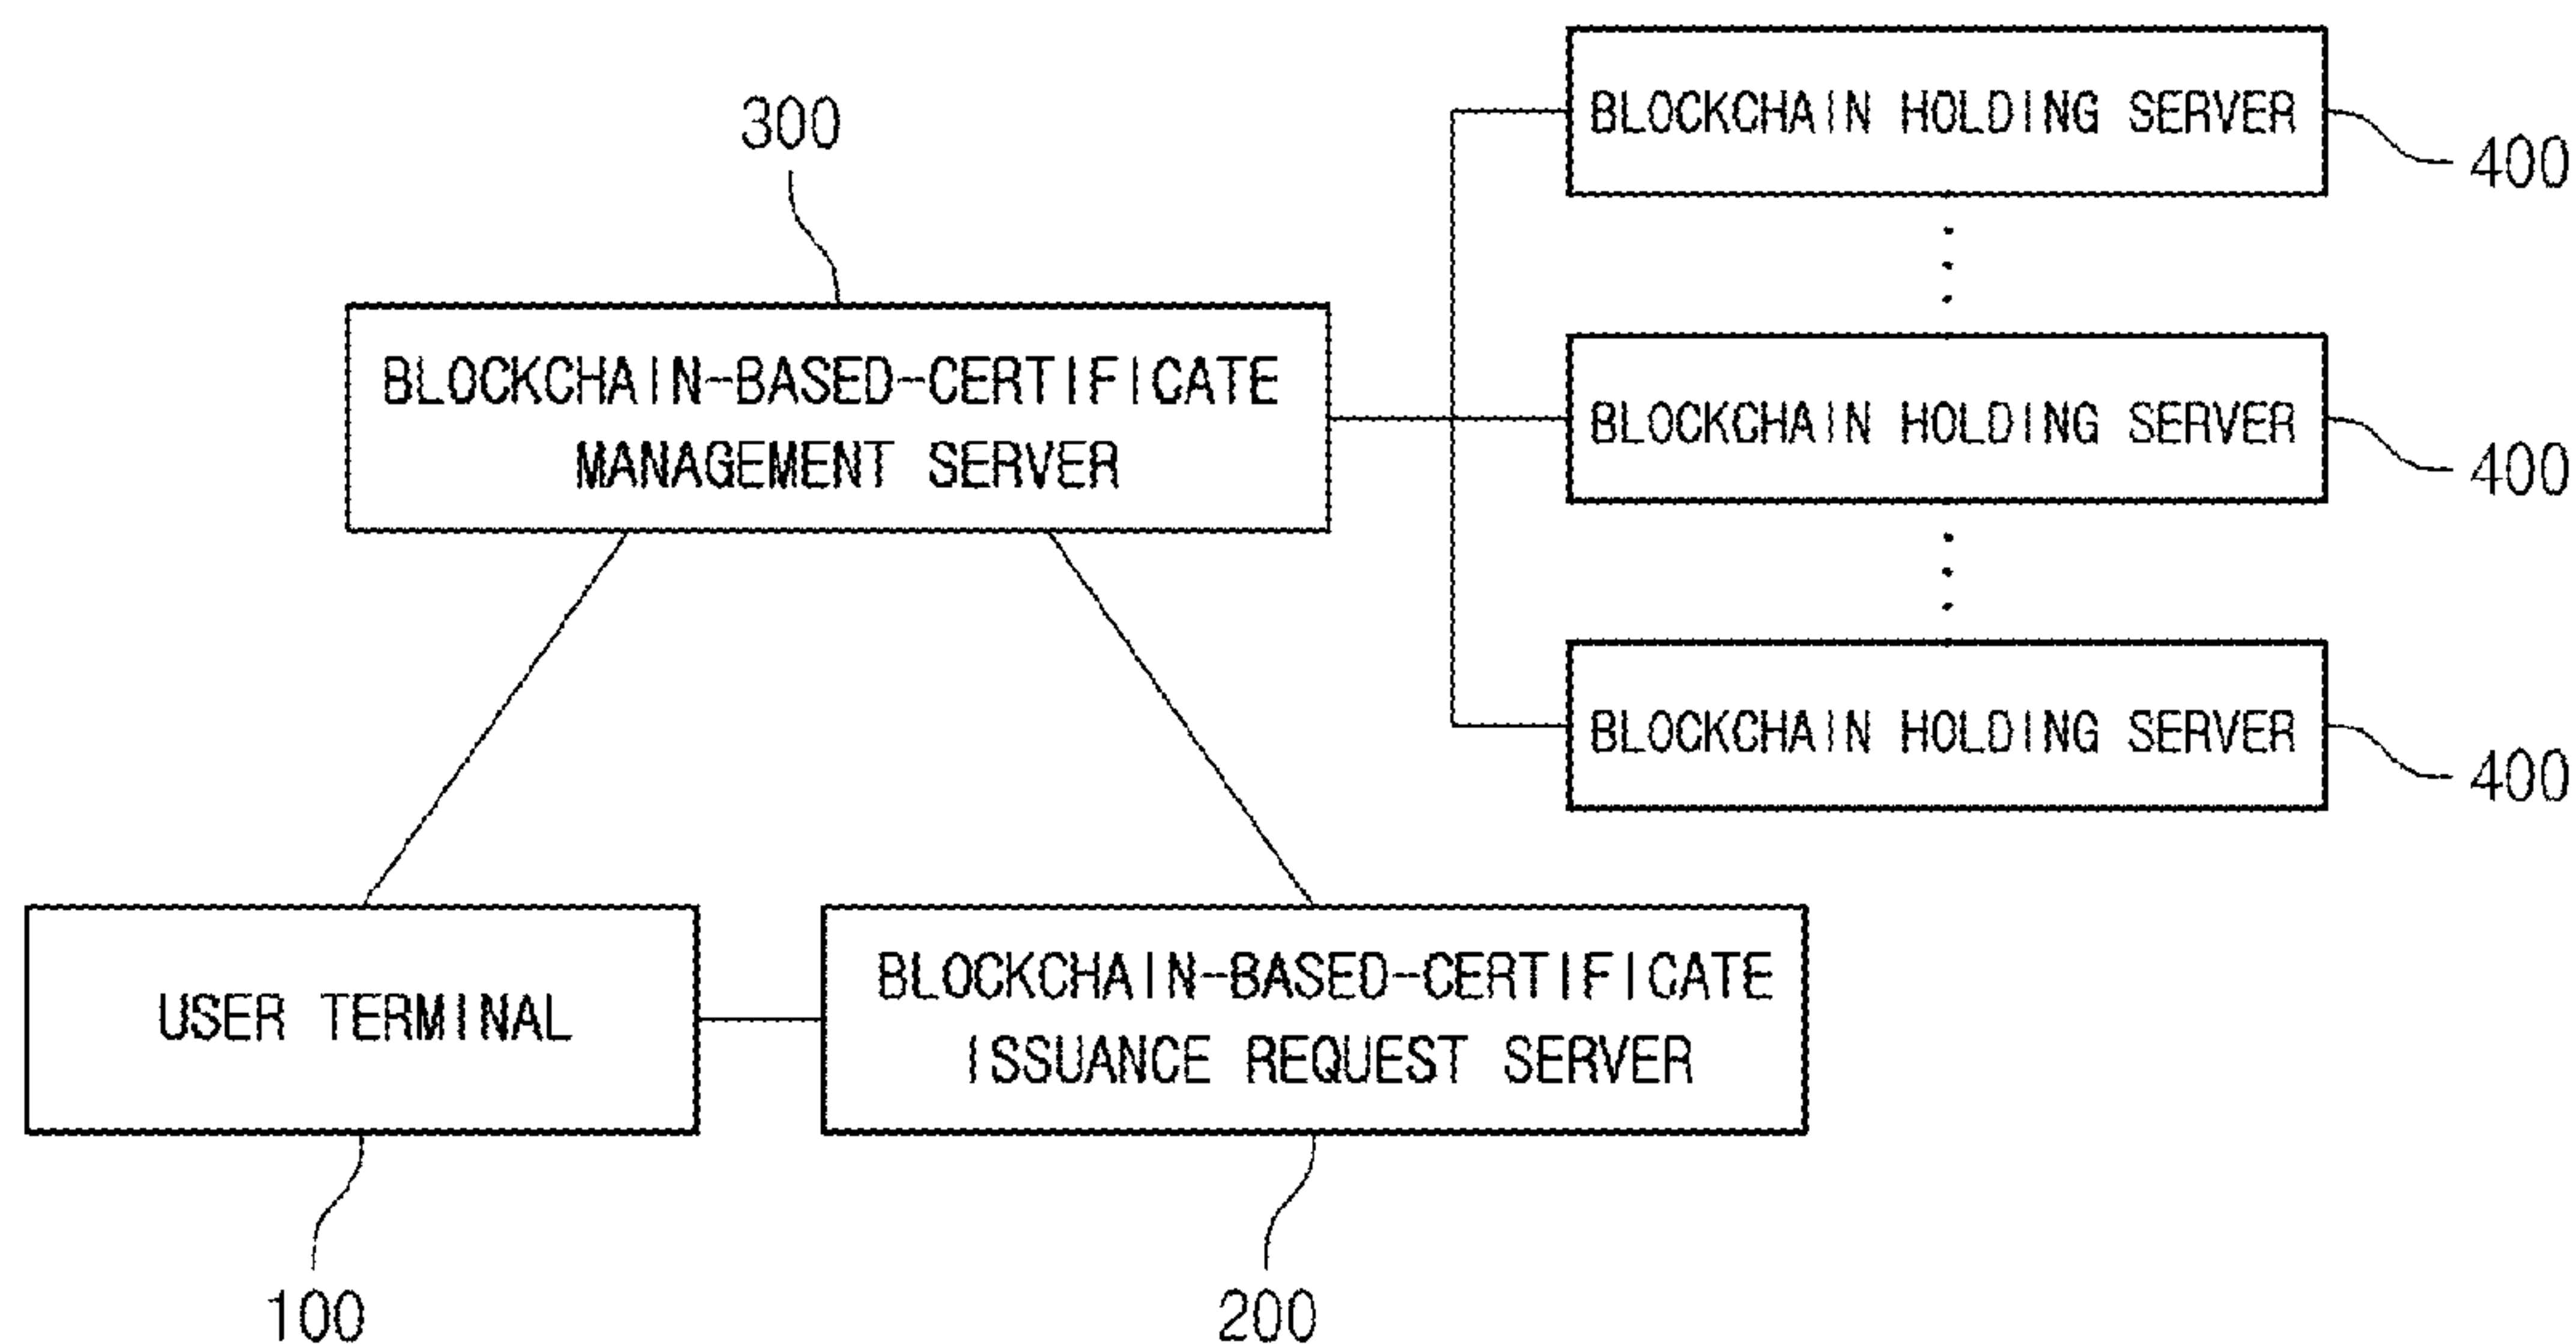 BLOCKCHAIN HOLDING SERVER
400
300
BLOCKCHAIN-BASED-CERTIFICATE
MANAGEMENT SERVER
BLOCKCHAIN HOLDING SERVER
400
BLOCKCHAIN HOLDING SERVER
400
USER TERMINAL
BLOCKCHAIN-BASED-CERTIFICATE
ISSUANCE REQUEST SERVER
100
200